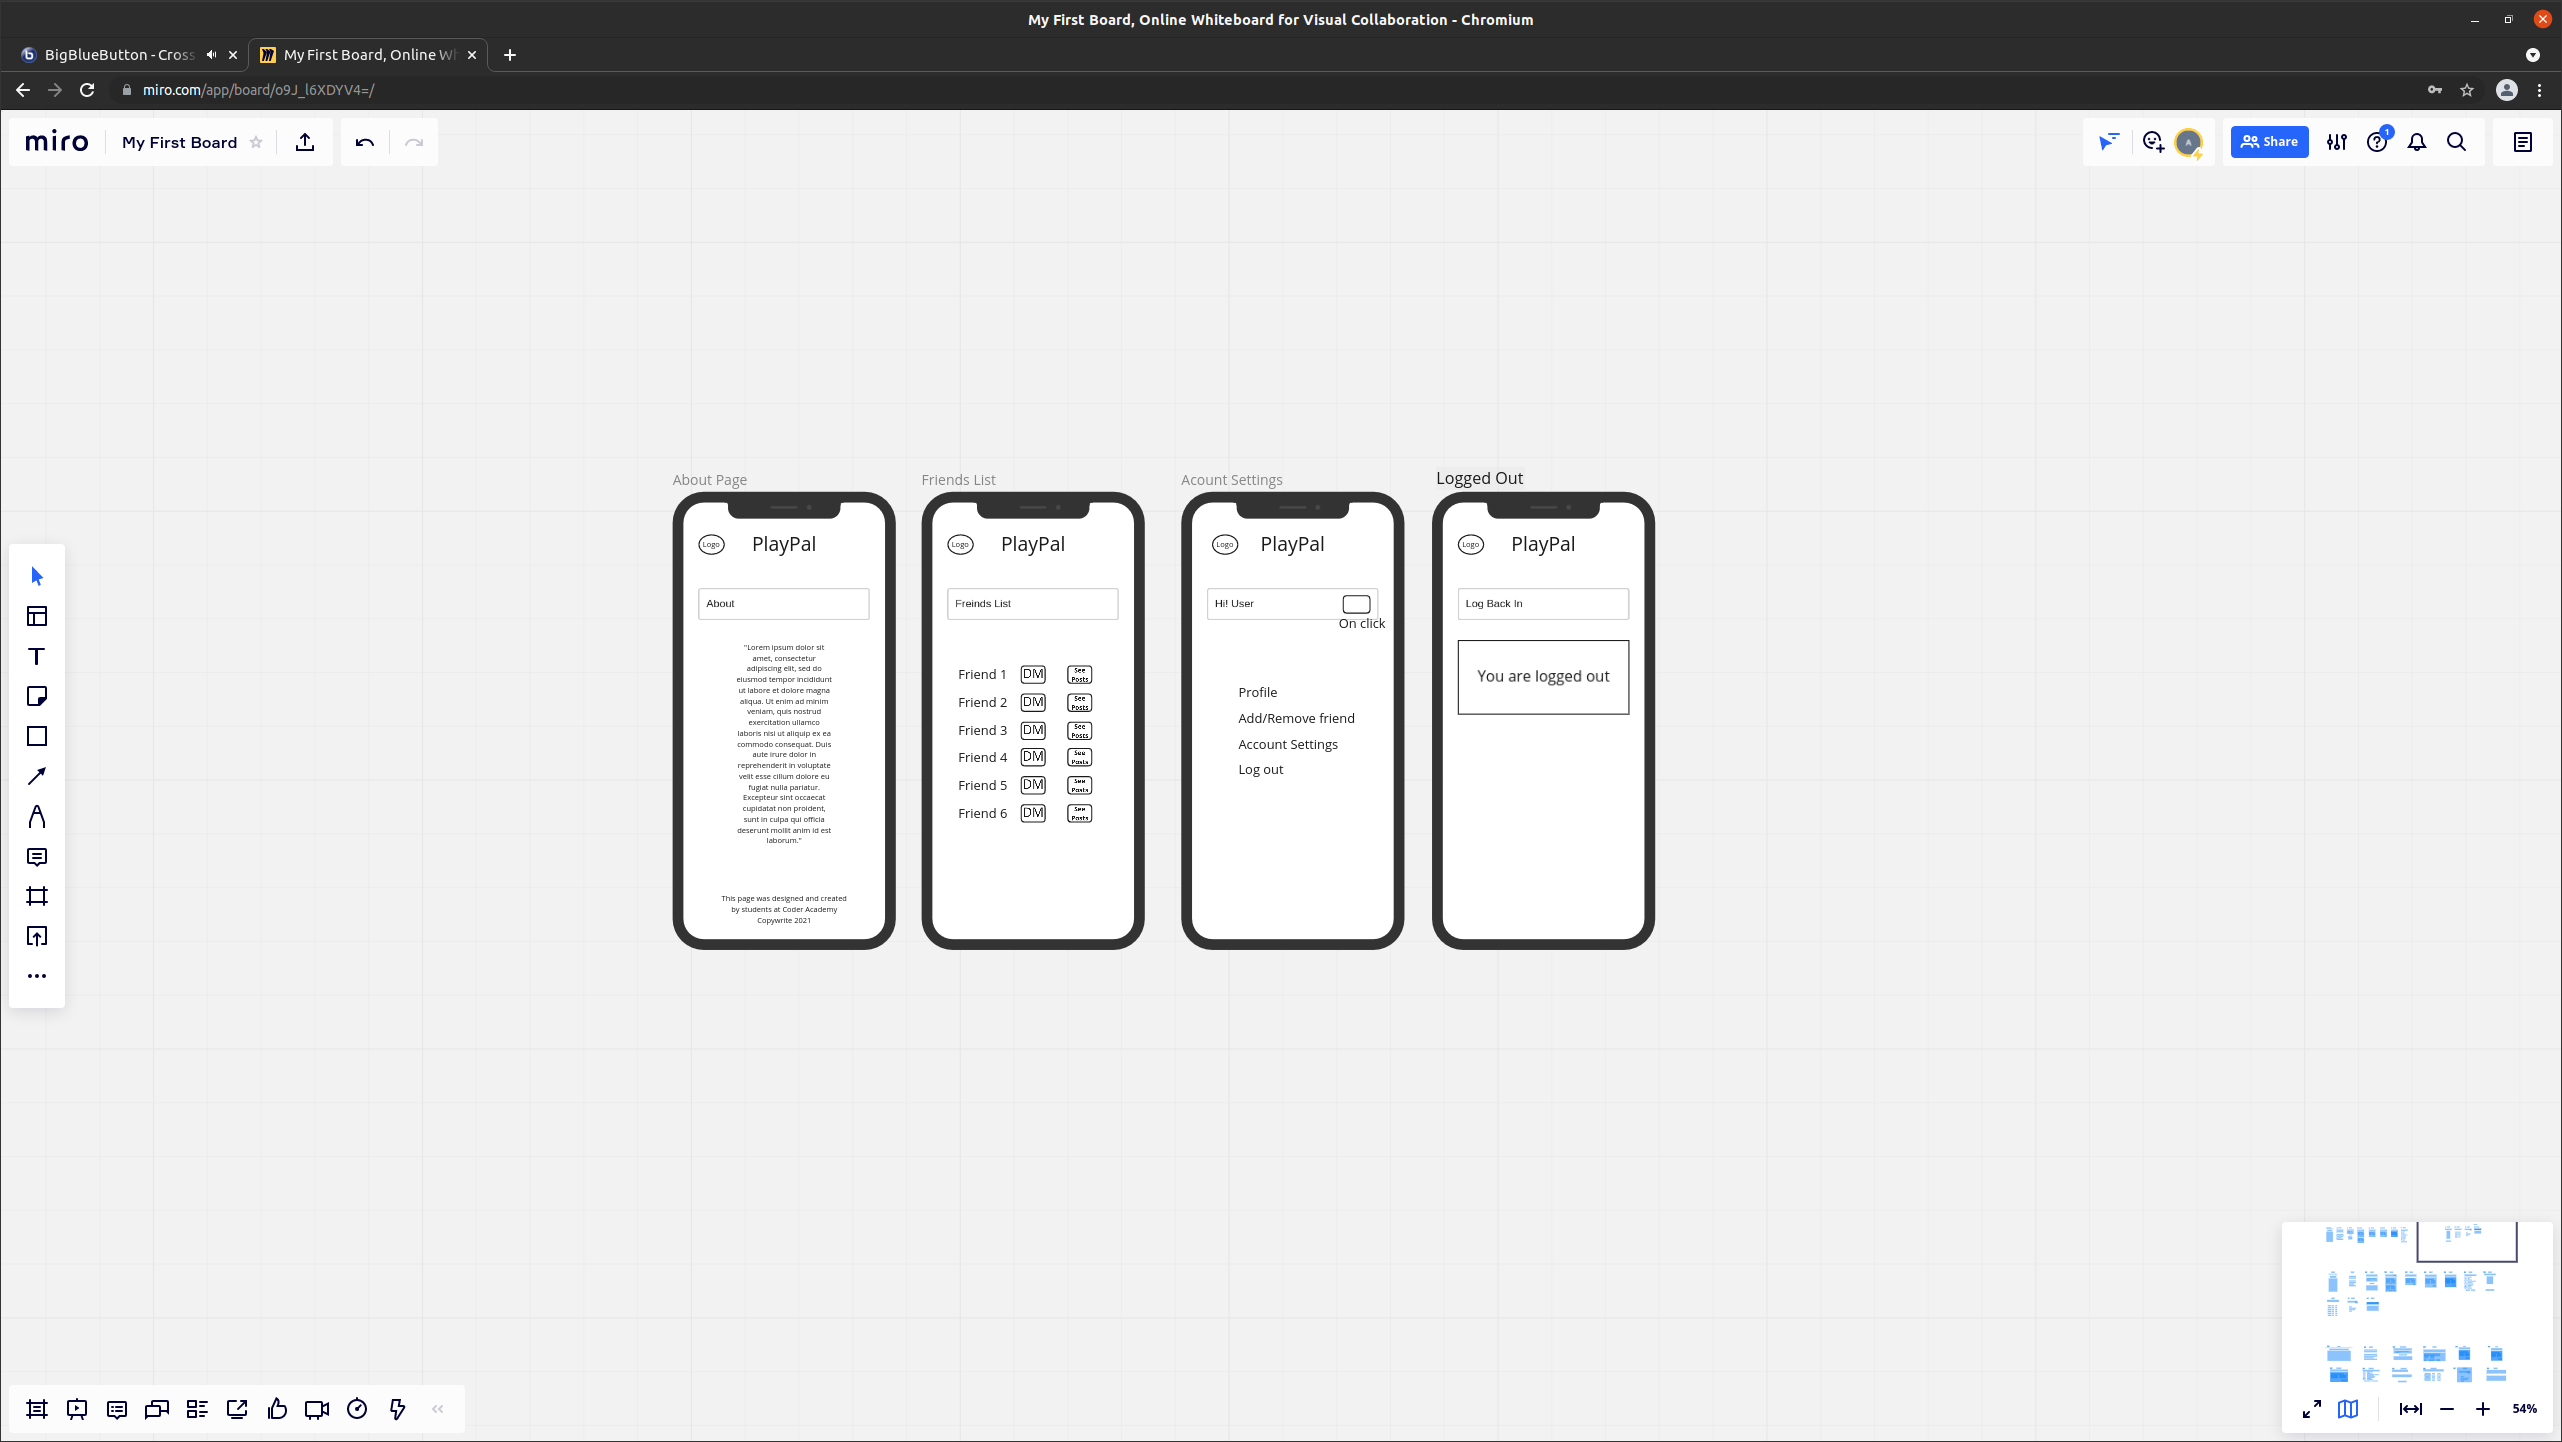 My First Board, Online Whiteboard for Visual Collaboration - Chromium
BigBlueButton - Cross
My First Board, Online Wh
miro.com/app/board/o9J_l6XDYV4=/
miro
My First Board
A
Share
1
About Page
Logo
PlayPal
About
"Lorem ipsum dolor sit
amet, consectetur
adipiscing elit, sed do
eiusmod tempor incididunt
ut labore et dolore magna
aliqua. Ut enim ad minim
veniam, quis nostrud
exercitation ullamco
laboris nisi ut aliquip ex ea
commodo consequat. Duis
aute irure dolor in
reprehenderit in voluptate
velit esse cillum dolore eu
fugiat nulla pariatur.
Excepteur sint occaecat
cupidatat non proident,
sunt in culpa qui officia
deserunt mollit anim id est
laborum."
This page was designed and created
by students at Coder Academy
Copywrite 2021
Friends List
Logo
PlayPal
Freinds List
Friend 1 DM See Posts
Friend 2 DM See Posts
Friend 3 DM See Posts
Friend 4 DM See Posts
Friend 5 DM See Posts
Friend 6 DM See Posts
Acount Settings
Logo
PlayPal
Hi! User
On click
Profile
Add/Remove friend
Account Settings
Log out
Logged Out
Logo
PlayPal
Log Back In
You are logged out
54%